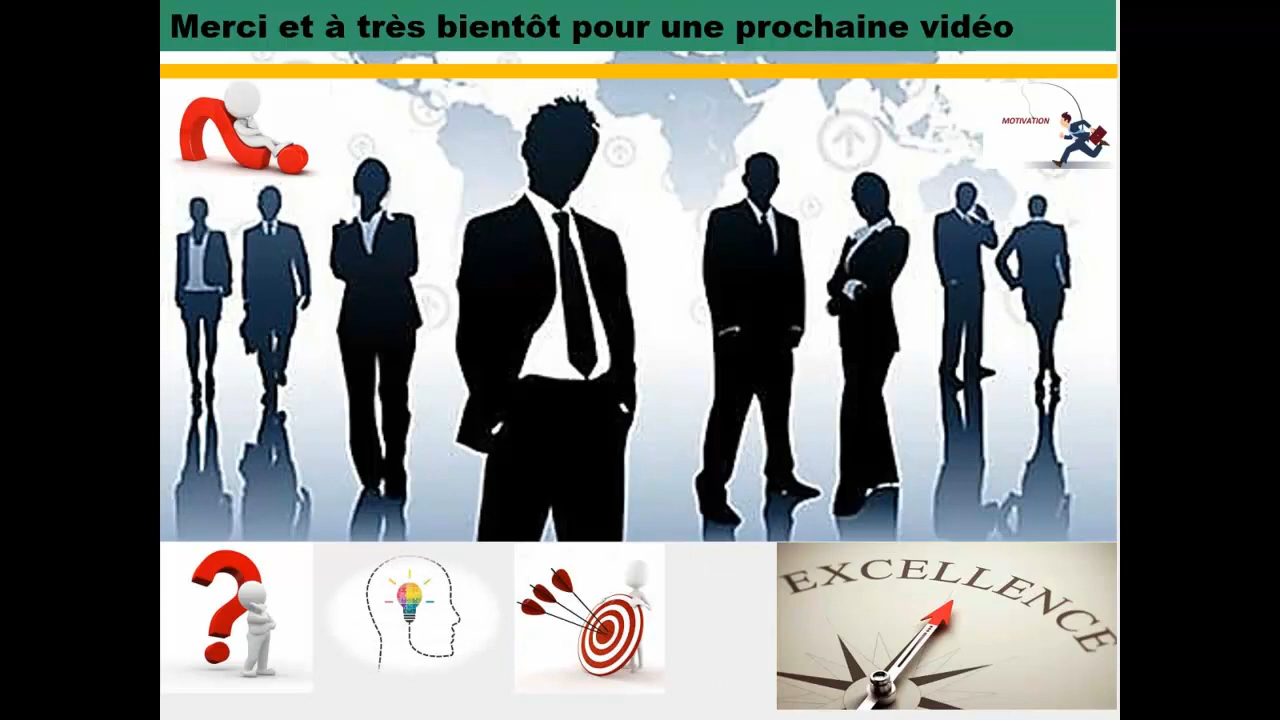 Merci et à très bientôt pour une prochaine vidéo
MOTIVATION
EXCELLENCE